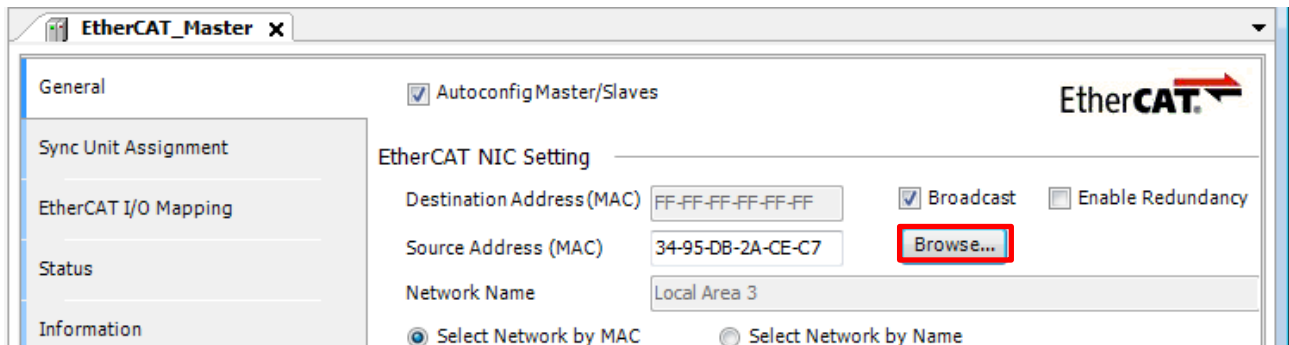 EtherCAT_Master X
General
Autoconfig Master/Slaves
EtherCAT.
Sync Unit Assignment
EtherCAT NIC Setting
EtherCAT I/O Mapping
Destination Address (MAC) FF-FF-FF-FF-FF-FF Broadcast Enable Redundancy
Source Address (MAC) 34-95-DB-2A-CE-C7 Browse...
Status
Network Name Local Area 3
Information
Select Network by MAC Select Network by Name